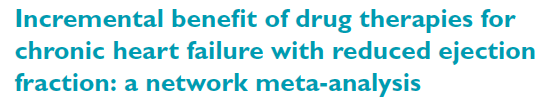 Incremental benefit of drug therapies for
chronic heart failure with reduced ejection
fraction: a network meta-analysis